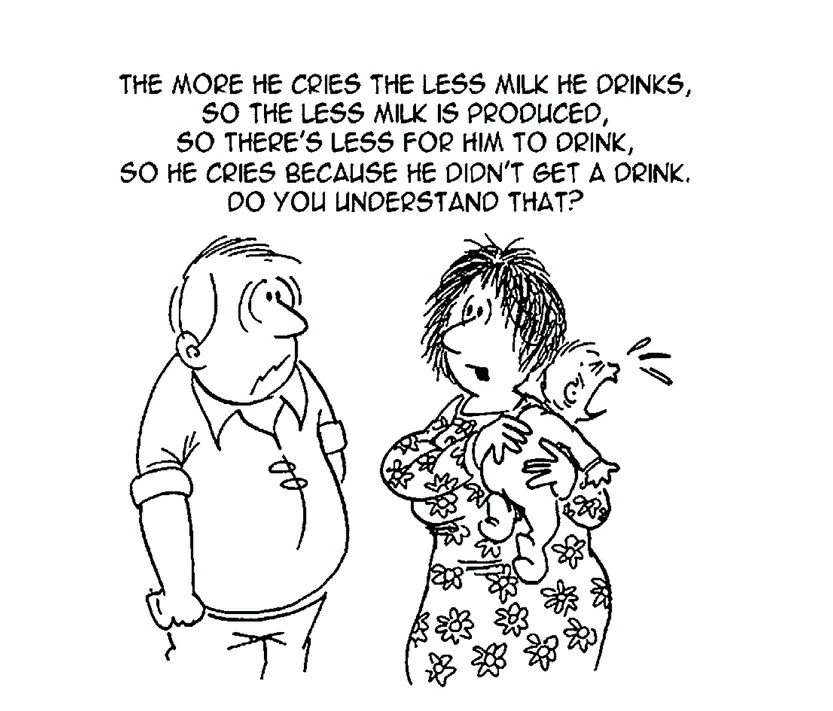 THE MORE HE CRIES THE LESS MILK HE DRINKS,
SO THE LESS MILK IS PRODUCED,
SO THERE'S LESS FOR HIM TO DRINK,
SO HE CRIES BECAUSE HE DIDN'T GET A DRINK.
DO YOU UNDERSTAND THAT?